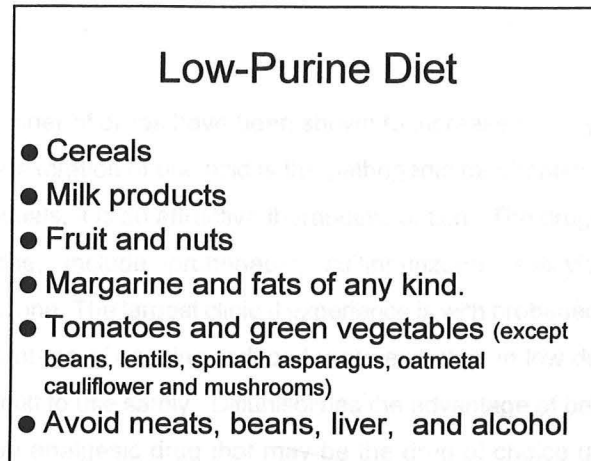 Low-Purine Diet
● Cereals
● Milk products
● Fruit and nuts
● Margarine and fats of any kind.
● Tomatoes and green vegetables (except
beans, lentilis, spinach asparagus, oatmetal
cauliflower and mushrooms)
● Avoid meats, beans, liver, and alcohol